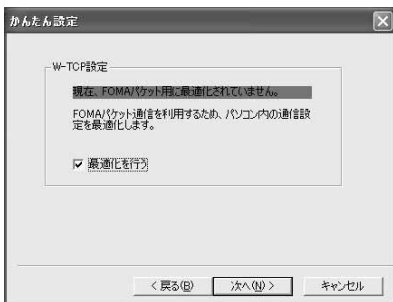 かんたん設定
W-TCP設定
現在、FOMAパケット用に最適化されていません。
FOMAパケット通信を利用するため、パソコン内の通信設
定を最適化します。
最適化を行う
< 戻る(B)
次へ(N) >
キャンセル